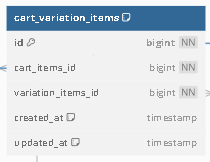 cart_variation_items
id bigint NN
cart_items_id bigint NN
variation_items_id bigint NN
created_at timestamp
updated_at timestamp